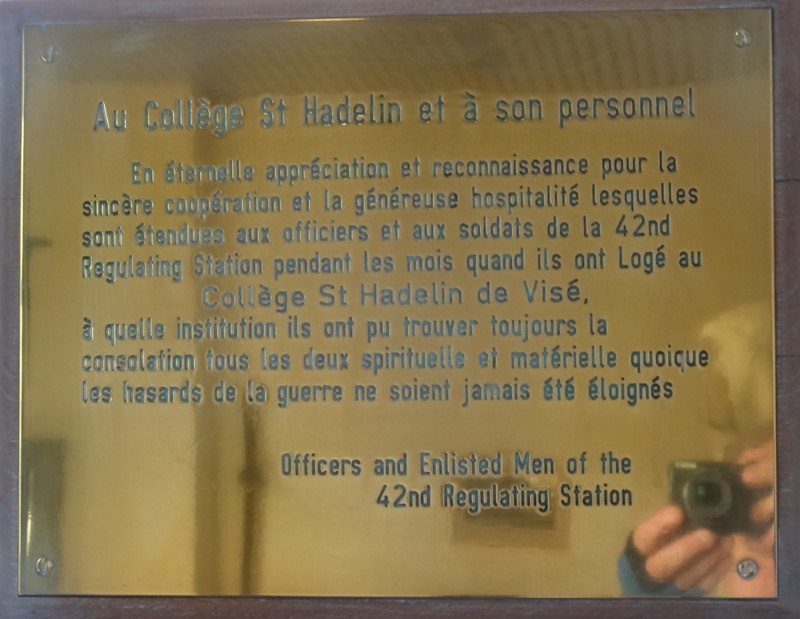 Au Collège St Hadelin et à son personnel
En éternelle appréciation et reconnaissance pour la
sincère coopération et la généreuse hospitalité lesquelles
sont étendues aux officiers et aux soldats de la 42nd
Regulating Station pendant les mois quand ils ont Logé au
Collège St Hadelin de Visé,
à quelle institution ils ont pu trouver toujours la
consolation tous les deux spirituelle et matérielle quoique
les hasards de la guerre ne soient jamais été éloignés
Officers and Enlisted Men of the
42nd Regulating Station